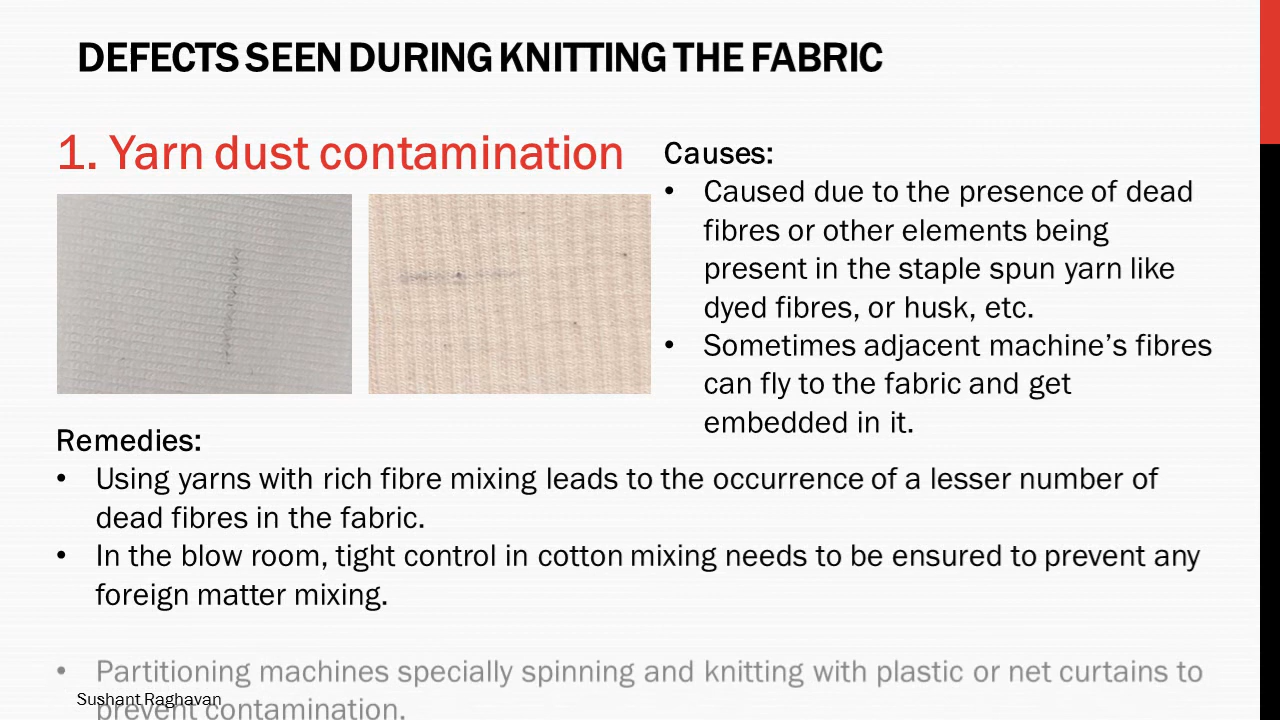 DEFECTS SEEN DURING KNITTING THE FABRIC
1. Yarn dust contamination
Causes:
• Caused due to the presence of dead
fibres or other elements being
present in the staple spun yarn like
dyed fibres, or husk, etc.
• Sometimes adjacent machine’s fibres
can fly to the fabric and get
embedded in it.
Remedies:
• Using yarns with rich fibre mixing leads to the occurrence of a lesser number of
dead fibres in the fabric.
• In the blow room, tight control in cotton mixing needs to be ensured to prevent any
foreign matter mixing.
• Partitioning machines specially spinning and knitting with plastic or net curtains to
prevent contamination.
Sushant Raghavan